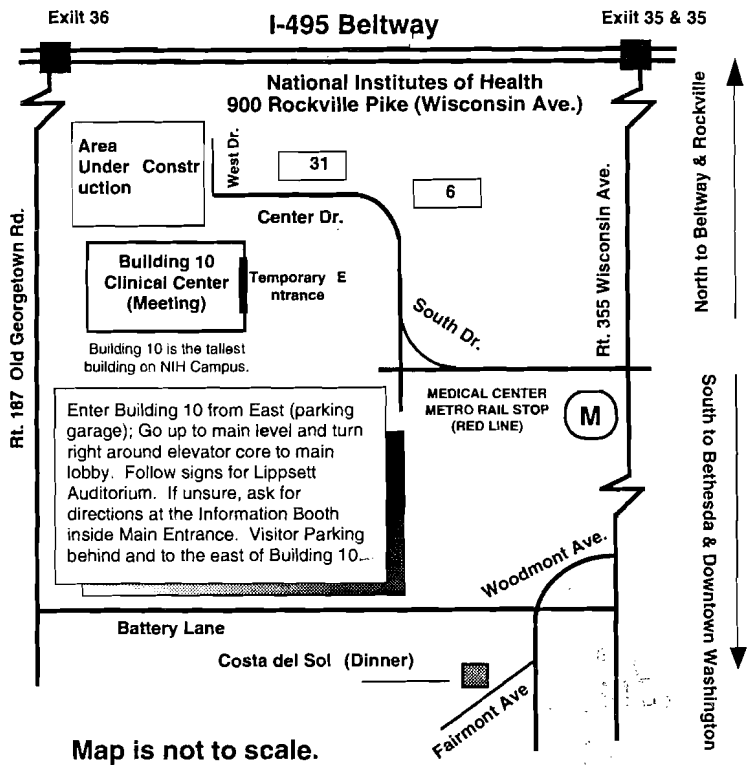 Exiilt 36
I-495 Beltway
Exiit 35 & 35
National Institutes of Health
900 Rockville Pike (Wisconsin Ave.)
Area
Under Constr
uction
West Dr.
31
6
Center Dr.
Building 10
Clinical Center
(Meeting)
Temporary E
ntrance
South Dr.
Building 10 is the tallest
building on NIH Campus.
Rt. 187 Old Georgetown Rd.
Rt. 355 Wisconsin Ave.
North to Beltway & Rockville
South to Bethesda & Downtown Washington
MEDICAL CENTER
METRO RAIL STOP
(RED LINE)
M
Enter Building 10 from East (parking
garage); Go up to main level and turn
right around elevator core to main
lobby. Follow signs for Lippsett
Auditorium. If unsure, ask for
directions at the Information Booth
inside Main Entrance. Visitor Parking
behind and to the east of Building 10.
Woodmont Ave.
Battery Lane
Costa del Sol (Dinner)
Fairmont Ave
Map is not to scale.